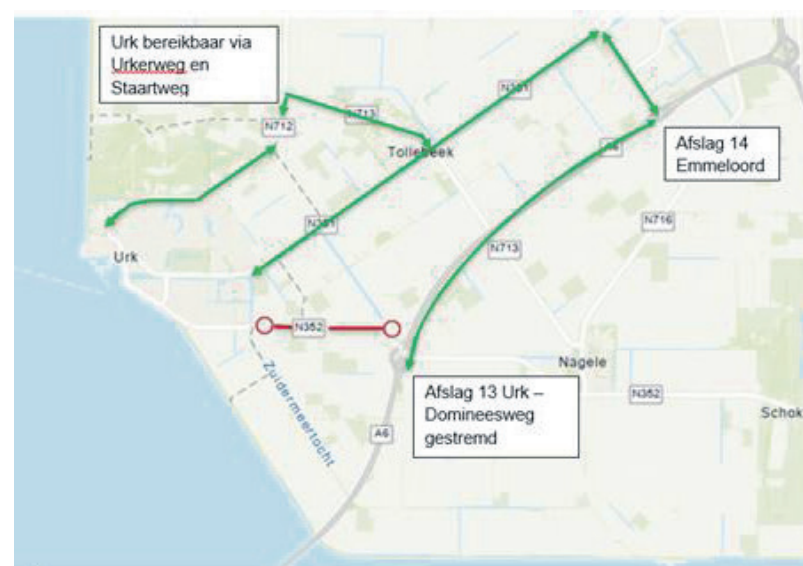 Urk bereikbaar via
Urkerweg en
Staartweg
N712
N713
N351
Tollebeek
A6
Afslag 14
Emmeloord
N351
N716
N713
Urk
N352
Nagele
Zuidermeertocht
Afslag 13 Urk –
Domineesweg
gestremd
N352
Schok
A6